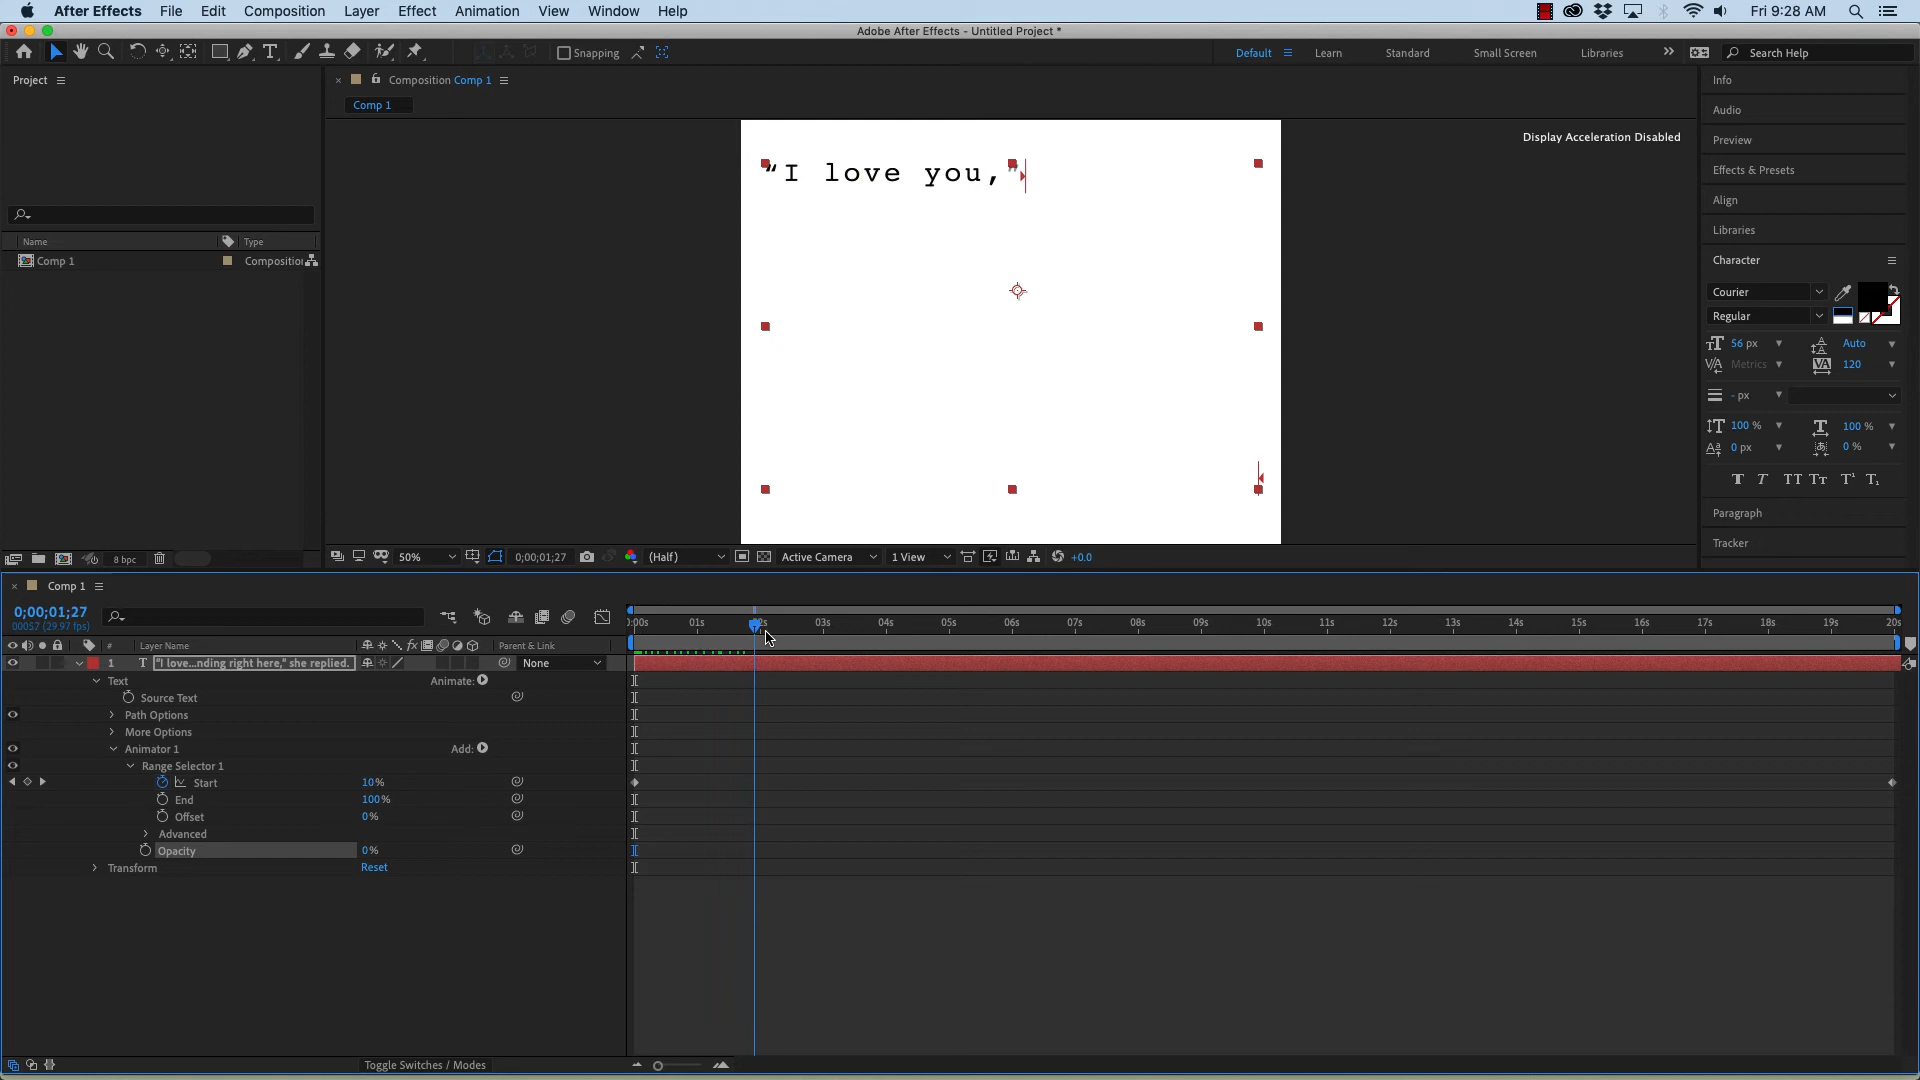 After Effects File Edit Composition Layer Effect Animation View Window Help Fri 9:28 AM
Adobe After Effects - Untitled Project *
Snapping Default Learn Standard Small Screen Libraries Search Help
Project
Composition Comp 1
Comp 1
Display Acceleration Disabled
“I love you,”
Name Type
Comp 1 Composition
8 bpc
50% 0;00;01;27 (Half) Active Camera 1 View +0.0
Info
Audio
Preview
Effects & Presets
Align
Libraries
Character
Courier
Regular
56 px Auto
Metrics 120
- px
100 % 100 %
0 px 0 %
Paragraph
Tracker
Comp 1
0;00;01;27
00057 (29.97 fps)
0:00s 01s 02s 03s 04s 05s 06s 07s 08s 09s 10s 11s 12s 13s 14s 15s 16s 17s 18s 19s 20s
# Layer Name Parent & Link
1 T "I love...nding right here," she replied. None
Text Animate:
Source Text
Path Options
More Options
Animator 1 Add:
Range Selector 1
Start 10%
End 100%
Offset 0%
Advanced
Opacity 0%
Transform Reset
Toggle Switches / Modes